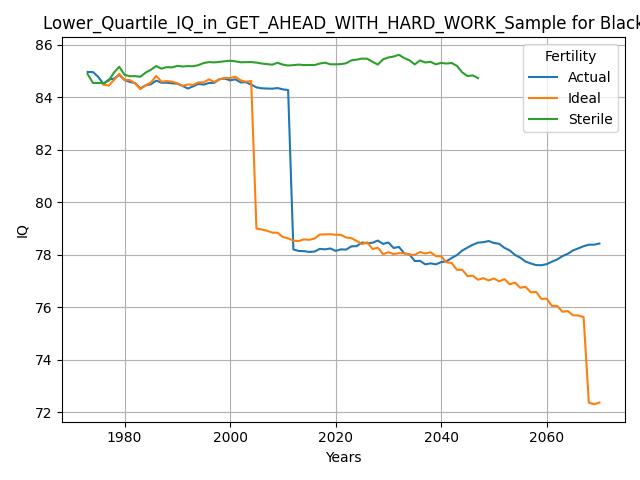 Lower_Quartile_IQ_in_GET_AHEAD_WITH_HARD_WORK_Sample for Black
Fertility
Actual
Ideal
Sterile
IQ
86
84
82
80
78
76
74
72
1980 2000 2020 2040 2060
Years